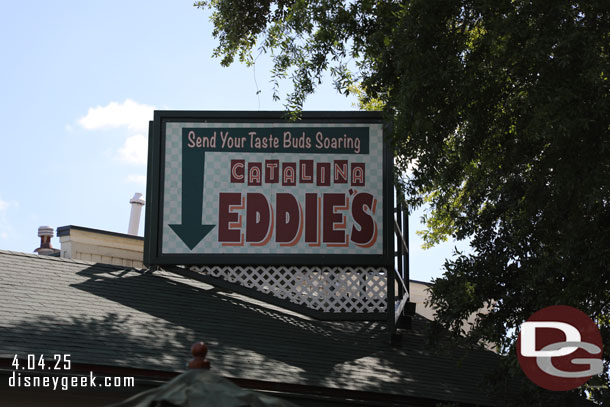 Send Your Taste Buds Soaring
CATALINA
EDDIE'S
4.04.25
disneygeek.com
DG